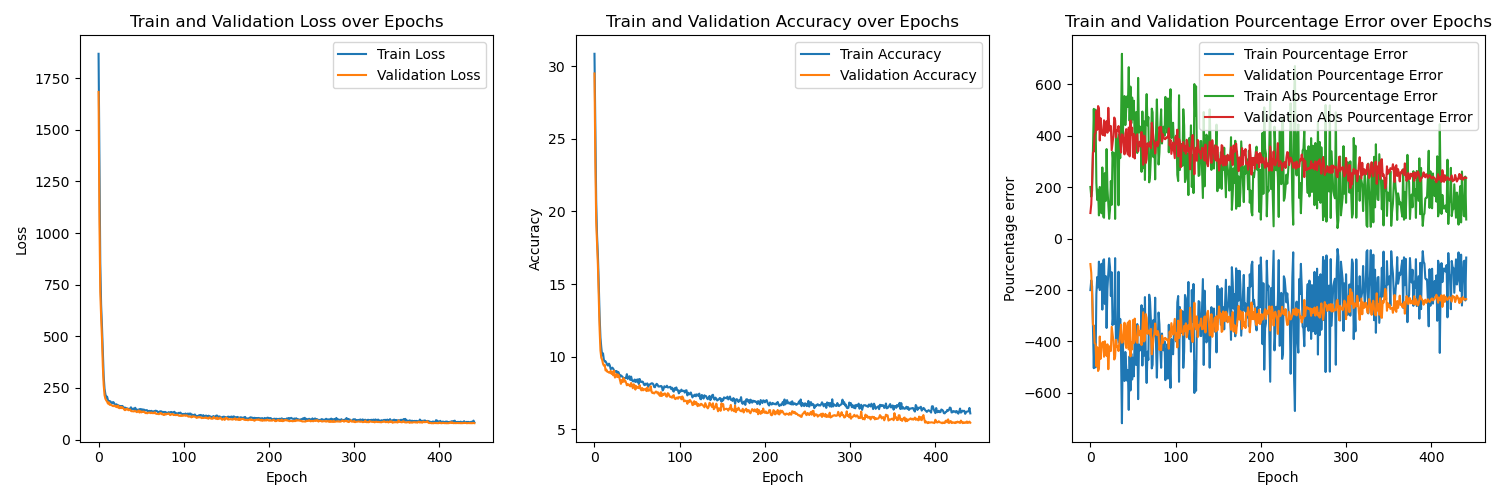 Train and Validation Loss over Epochs
Train Loss
Validation Loss
Loss
1750
1500
1250
1000
750
500
250
0
0 100 200 300 400
Epoch
Train and Validation Accuracy over Epochs
Train Accuracy
Validation Accuracy
Accuracy
30
25
20
15
10
5
0 100 200 300 400
Epoch
Train and Validation Pourcentage Error over Epochs
Train Pourcentage Error
Validation Pourcentage Error
Train Abs Pourcentage Error
Validation Abs Pourcentage Error
Pourcentage error
600
400
200
0
−200
−400
−600
0 100 200 300 400
Epoch